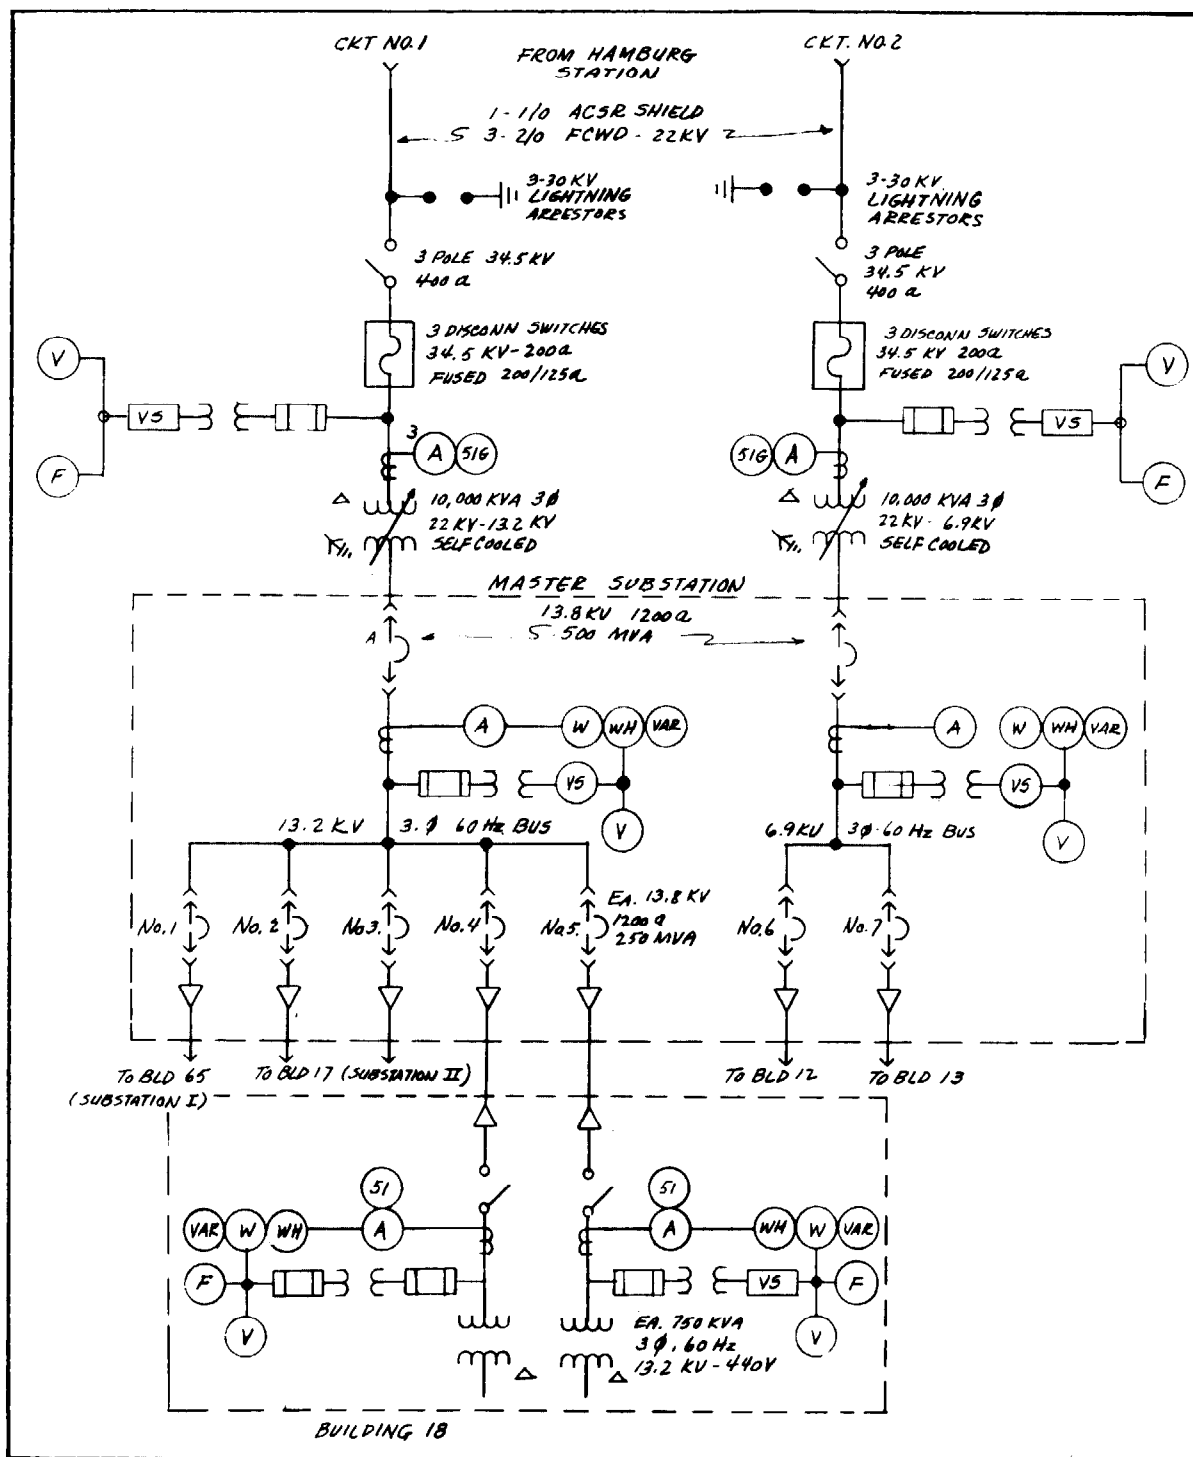 CKT NO.1
FROM HAMBURG
STATION
CKT. NO.2
1-1/0 ACSR SHIELD
3-2/0 FCWD-22KV
3-30 KV
LIGHTNING
ARRESTORS
3-30 KV
LIGHTNING
ARRESTORS
3 POLE 34.5 KV
400 a
3 POLE
34.5 KV
400 a
3 DISCONN SWITCHES
34.5 KV-200a
FUSED 200/125a
3 DISCONN SWITCHES
34.5 KV 200a
FUSED 200/125a
V
VS
F
3
A
51G
51G
A
VS
V
F
10,000 KVA 3Ø
22 KV-13.2 KV
SELF COOLED
10,000 KVA 3Ø
22 KV-6.9KV
SELF COOLED
MASTER SUBSTATION
13.8 KV 1200a
500 MVA
A
A
W
WH
VAR
VS
V
A
W
WH
VAR
VS
V
13.2 KV 3.Ø 60 Hz BUS
6.9KV 3Ø.60 Hz BUS
No.1
No.2
No3.
No.4
No.5.
EA. 13.8 KV
1200 a
250 MVA
No.6
No.7
TO BLD 65
(SUBSTATION I)
TO BLD 17 (SUBSTATION II)
TO BLD 12
TO BLD 13
51
VAR
W
WH
A
F
V
51
A
WH
W
VAR
VS
F
V
EA. 750 KVA
3Ø, 60 Hz
13.2 KV-440V
BUILDING 18